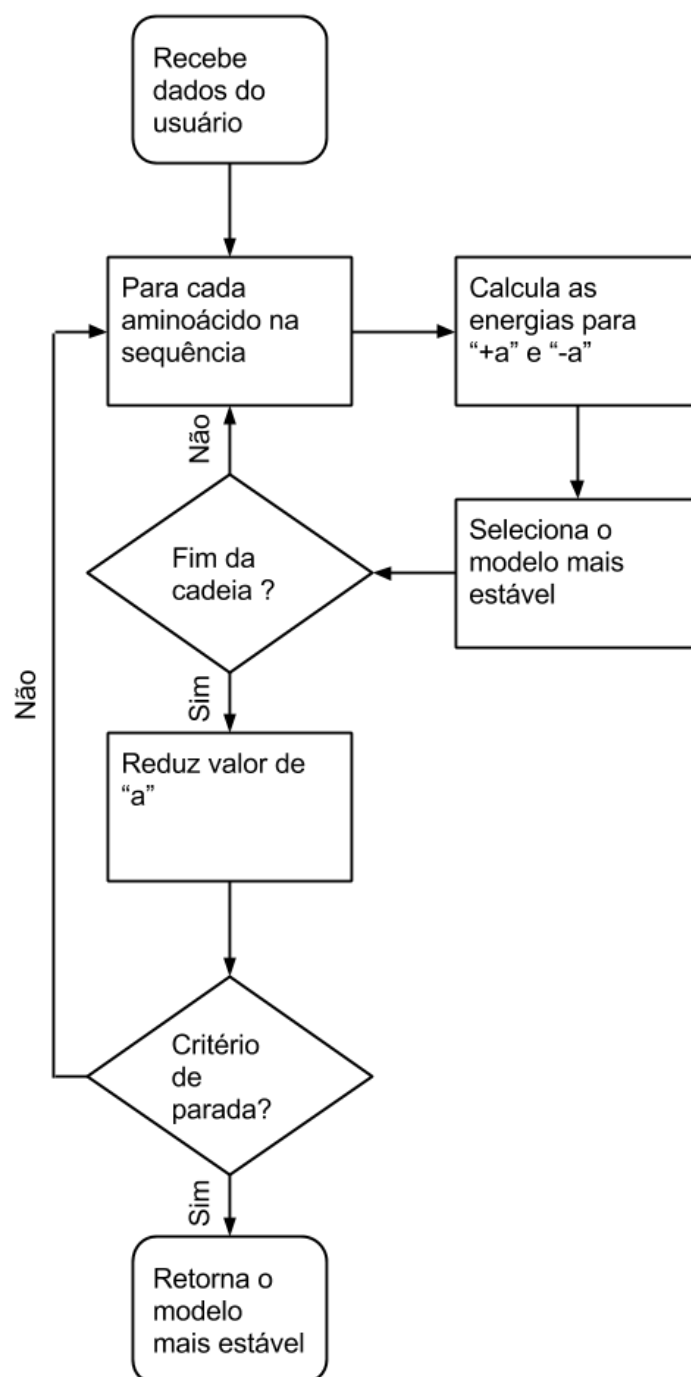 Recebe
dados do
usuário
Para cada
aminoácido na
sequência
Calcula as
energias para
“+a” e “-a”
Não
Seleciona o
modelo mais
estável
Fim da
cadeia ?
Não
Sim
Reduz valor de
“a”
Critério
de
parada?
Sim
Retorna o
modelo
mais estável